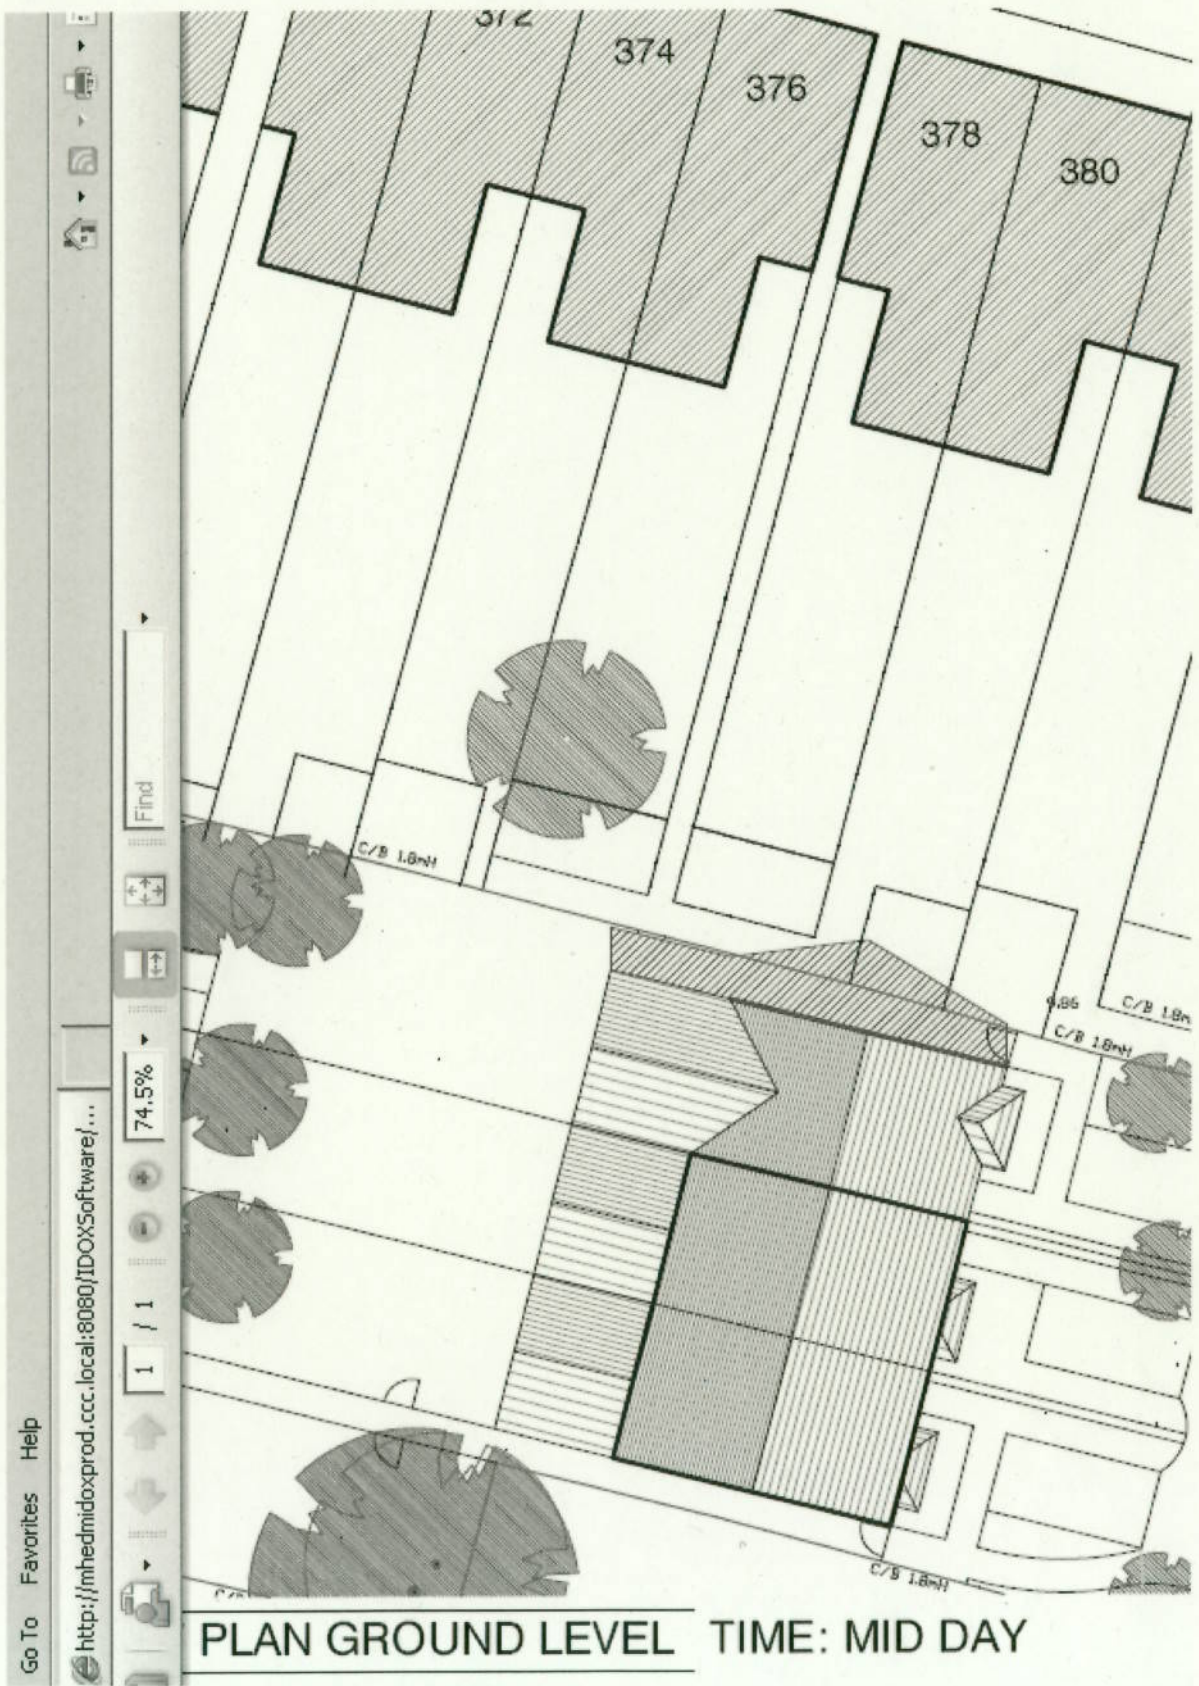 Go To Favorites Help
http://mhedmidoxprod.ccc.local:8080/IDOXSoftware/...
1 / 1 74.5% Find
372
374
376
378
380
C/B 1.8mH
C/B 1.8m
C/B 1.8mH
C/B 1.8mH
PLAN GROUND LEVEL TIME: MID DAY